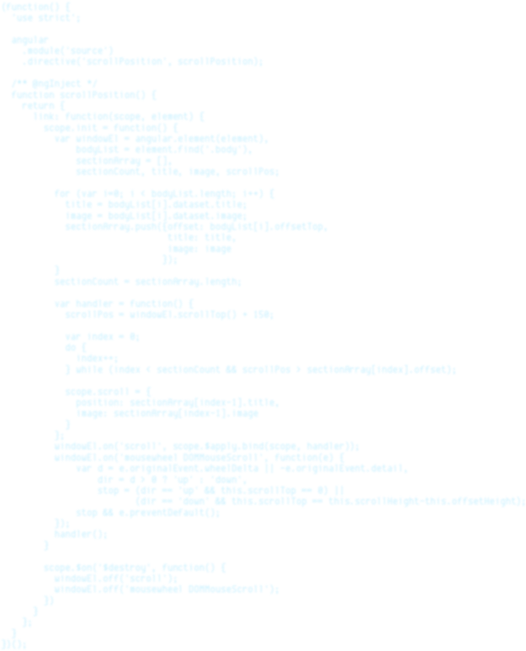 (function() {
'use strict';
angular
.module('source')
.directive('scrollPosition', scrollPosition);
/** @ngInject */
function scrollPosition() {
return {
link: function(scope, element) {
scope.init = function() {
var windowEl = angular.element(element),
bodyList = element.find('.body'),
sectionArray = [],
sectionCount, title, image, scrollPos;
for (var i=0; i < bodyList.length; i++) {
title = bodyList[i].dataset.title;
image = bodyList[i].dataset.image;
sectionArray.push({offset: bodyList[i].offsetTop,
title: title,
image: image
});
}
sectionCount = sectionArray.length;
var handler = function() {
scrollPos = windowEl.scrollTop() + 150;
var index = 0;
do {
index++;
} while (index < sectionCount && scrollPos > sectionArray[index].offset);
scope.scroll = {
position: sectionArray[index-1].title,
image: sectionArray[index-1].image
}
};
windowEl.on('scroll', scope.$apply.bind(scope, handler));
windowEl.on('mousewheel DOMMouseScroll', function(e) {
var d = e.originalEvent.wheelDelta || -e.originalEvent.detail,
dir = d > 0 ? 'up' : 'down',
stop = (dir == 'up' && this.scrollTop == 0) ||
(dir == 'down' && this.scrollTop == this.scrollHeight-this.offsetHeight);
stop && e.preventDefault();
});
handler();
}
scope.$on('$destroy', function() {
windowEl.off('scroll');
windowEl.off('mousewheel DOMMouseScroll');
})
}
};
}
})();